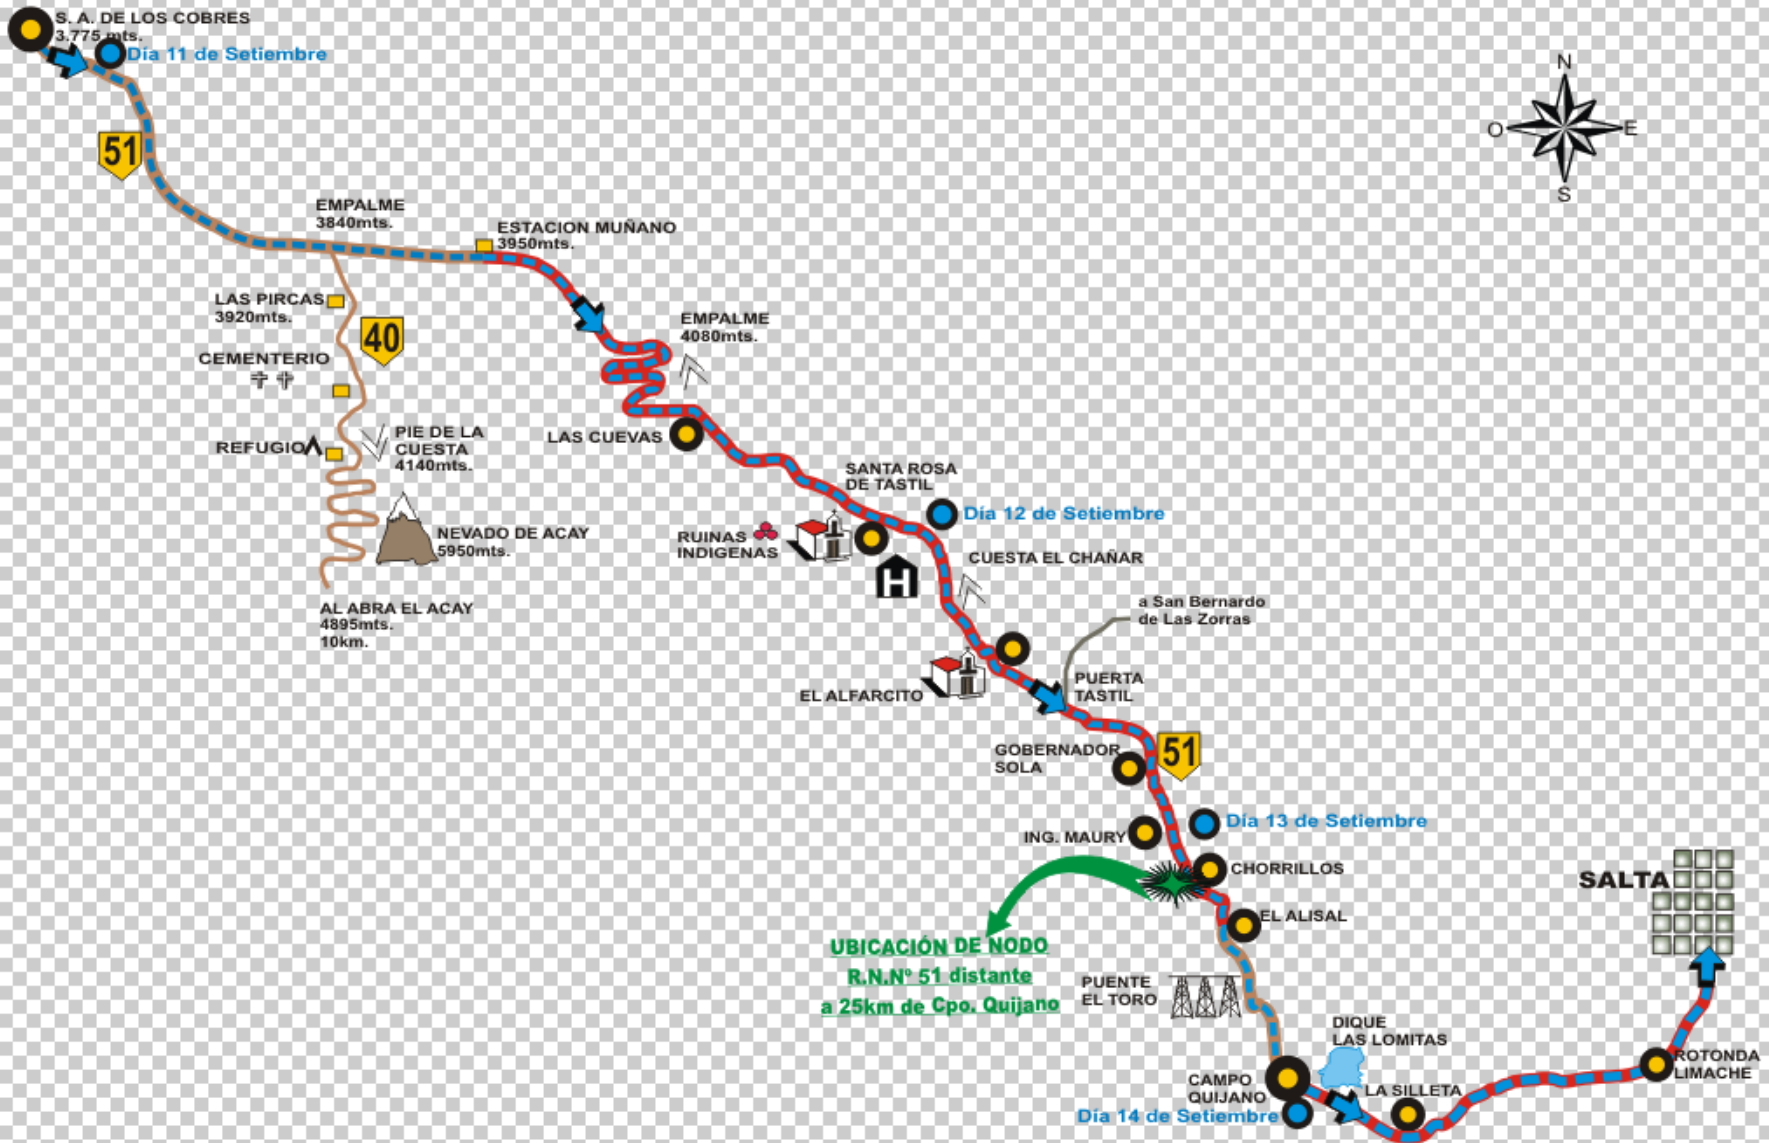 S. A. DE LOS COBRES
3.775 mts.
Día 11 de Setiembre
N
O
E
S
51
EMPALME
3840mts.
ESTACION MUÑANO
3950mts.
LAS PIRCAS
3920mts.
40
EMPALME
4080mts.
CEMENTERIO
REFUGIO
PIE DE LA
CUESTA
4140mts.
LAS CUEVAS
SANTA ROSA
DE TASTIL
Día 12 de Setiembre
NEVADO DE ACAY
5950mts.
RUINAS
INDIGENAS
H
CUESTA EL CHAÑAR
AL ABRA EL ACAY
4895mts.
10km.
a San Bernardo
de Las Zorras
EL ALFARCITO
PUERTA
TASTIL
GOBERNADOR
SOLA
51
ING. MAURY
Día 13 de Setiembre
CHORRILLOS
SALTA
EL ALISAL
UBICACIÓN DE NODO
R.N.Nº 51 distante
a 25km de Cpo. Quijano
PUENTE
EL TORO
DIQUE
LAS LOMITAS
ROTONDA
LIMACHE
CAMPO
QUIJANO
LA SILLETA
Día 14 de Setiembre